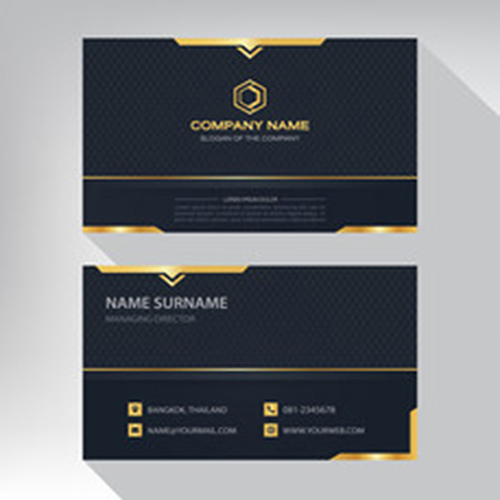 COMPANY NAME
SLOGAN OF THE COMPANY
LOREM IPSUM DOLOR
NAME SURNAME
MANAGING DIRECTOR
BANGKOK, THAILAND
081-2345678
NAME@YOURMAIL.COM
WWW.YOURWEB.COM